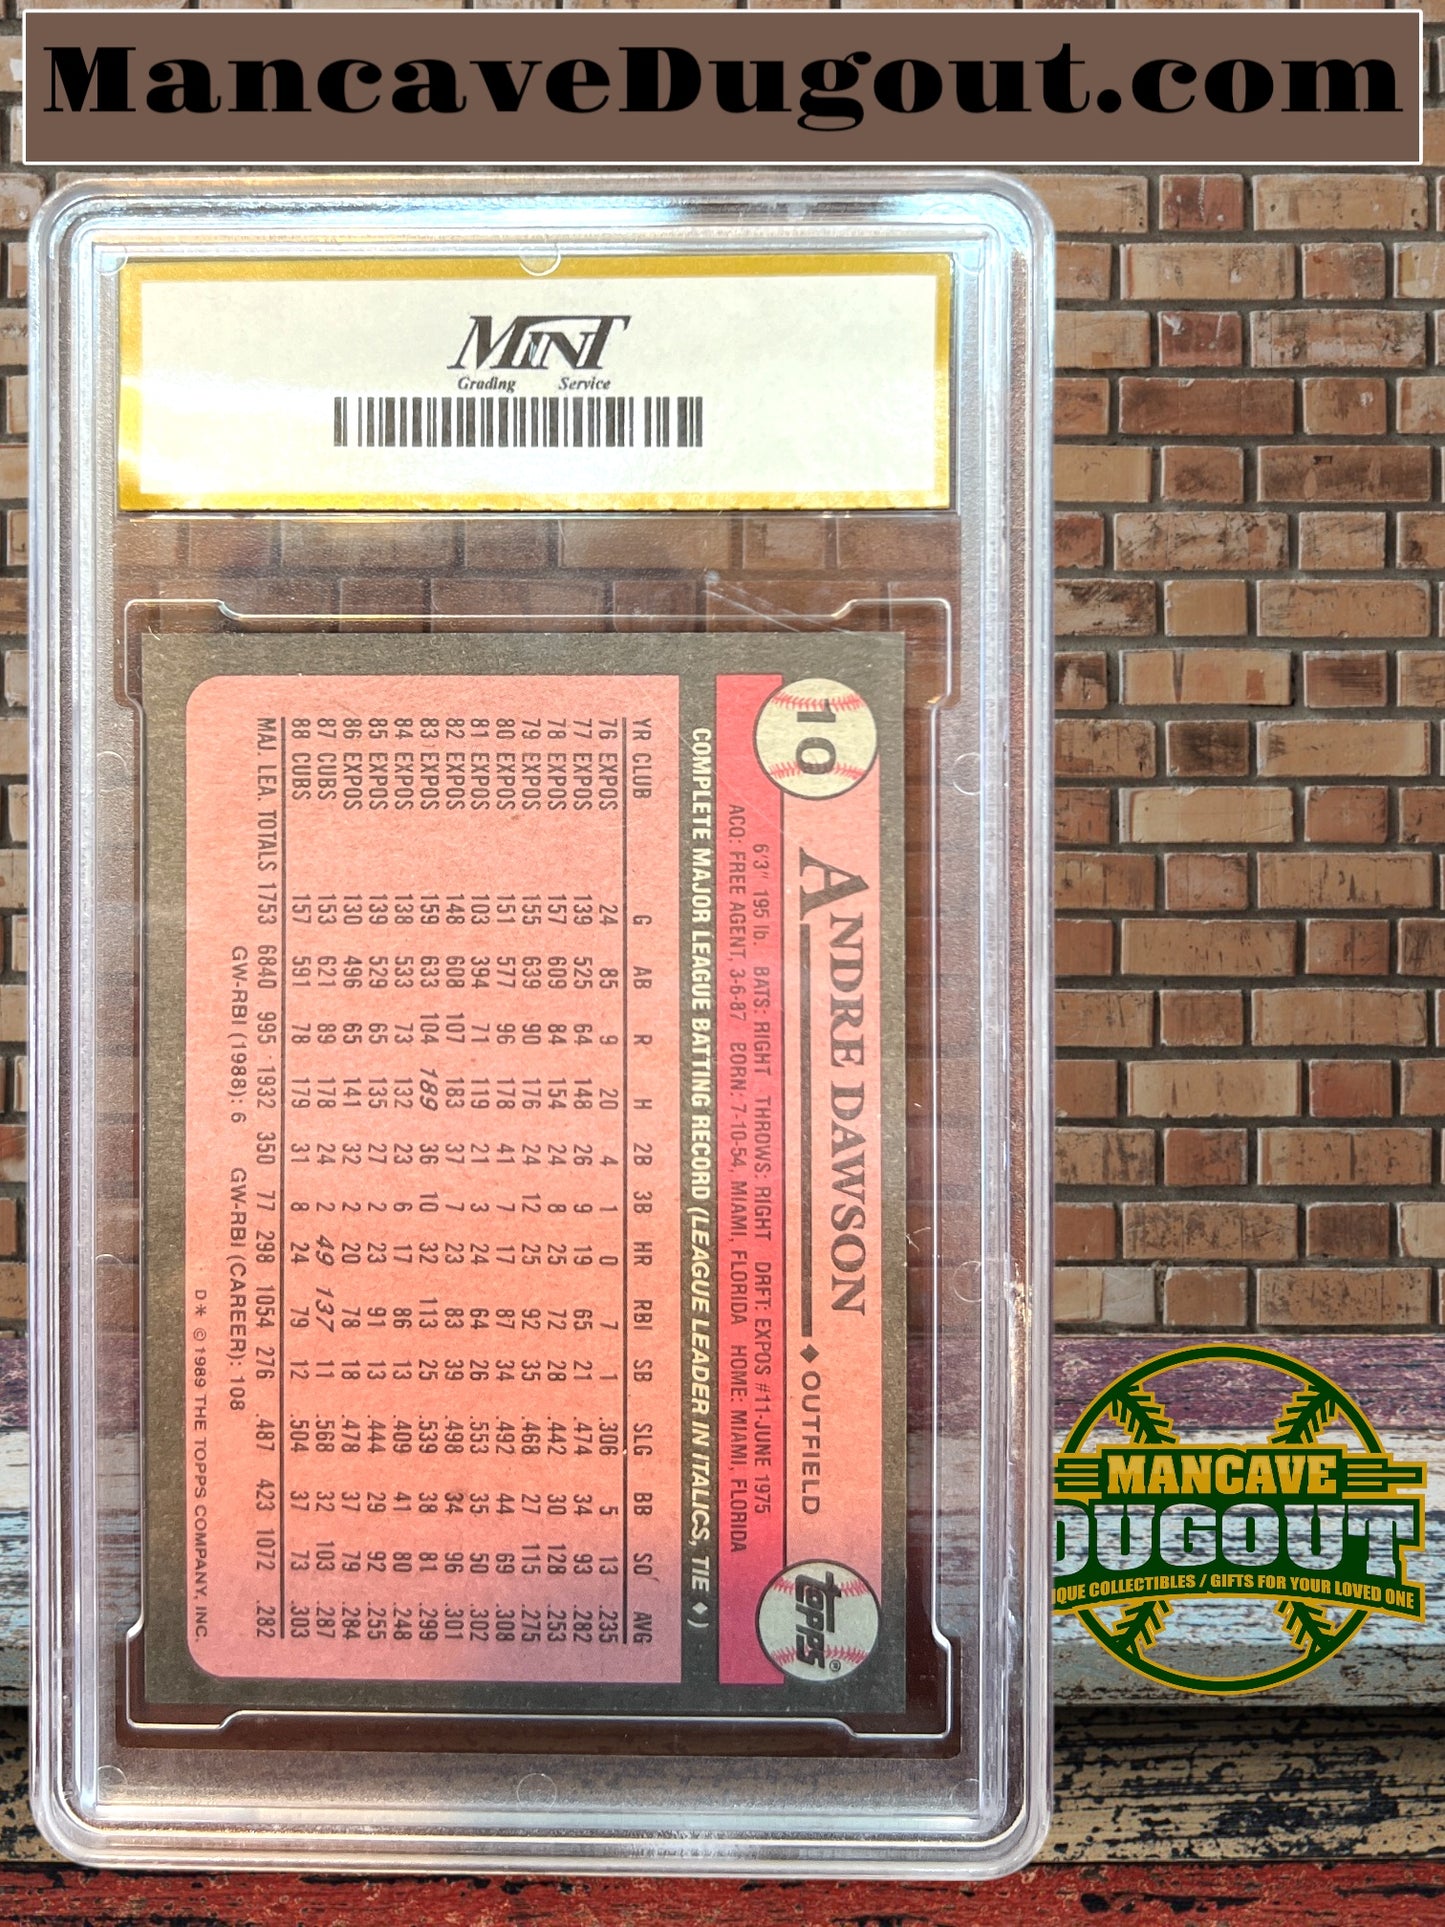 MancaveDugout.com
MINT
Grading Service
10
ANDRE DAWSON ◆ OUTFIELD
TOPPS ®
6'3" 195 lb. BATS: RIGHT THROWS: RIGHT DRFT: EXPOS #11-JUNE 1975
ACQ: FREE AGENT, 3-6-87 BORN: 7-10-54, MIAMI, FLORIDA HOME: MIAMI, FLORIDA
COMPLETE MAJOR LEAGUE BATTING RECORD (LEAGUE LEADER IN ITALICS, TIE ♦)
YR CLUB G AB R H 2B 3B HR RBI SB SLG BB SO AVG
76 EXPOS 24 85 9 20 4 1 0 7 1 .306 5 13 .235
77 EXPOS 139 525 64 148 26 9 19 65 21 .474 34 93 .282
78 EXPOS 157 609 84 154 24 8 25 72 28 .442 30 128 .253
79 EXPOS 155 639 90 176 24 12 25 92 35 .468 27 115 .275
80 EXPOS 151 577 96 178 41 7 17 87 34 .492 44 69 .308
81 EXPOS 103 394 71 119 21 3 24 64 26 .553 35 50 .302
82 EXPOS 148 608 107 183 37 7 23 83 39 .498 34 96 .301
83 EXPOS 159 633 104 189 36 10 32 113 25 .539 38 81 .299
84 EXPOS 138 533 73 132 23 6 17 86 13 .409 41 80 .248
85 EXPOS 139 529 65 135 27 2 23 91 13 .444 29 92 .255
86 EXPOS 130 496 65 141 32 2 20 78 18 .478 37 79 .284
87 CUBS 153 621 89 178 24 2 49 137 11 .568 32 103 .287
88 CUBS 157 591 78 179 31 8 24 79 12 .504 37 73 .303
MAJ. LEA. TOTALS 1753 6840 995 1932 350 77 298 1054 276 .487 423 1072 .282
GW-RBI (1988): 6 GW-RBI (CAREER): 108
D* © 1989 THE TOPPS COMPANY, INC.
MANCAVE
DUGOUT
IQUE COLLECTIBLES / GIFTS FOR YOUR LOVED ONE